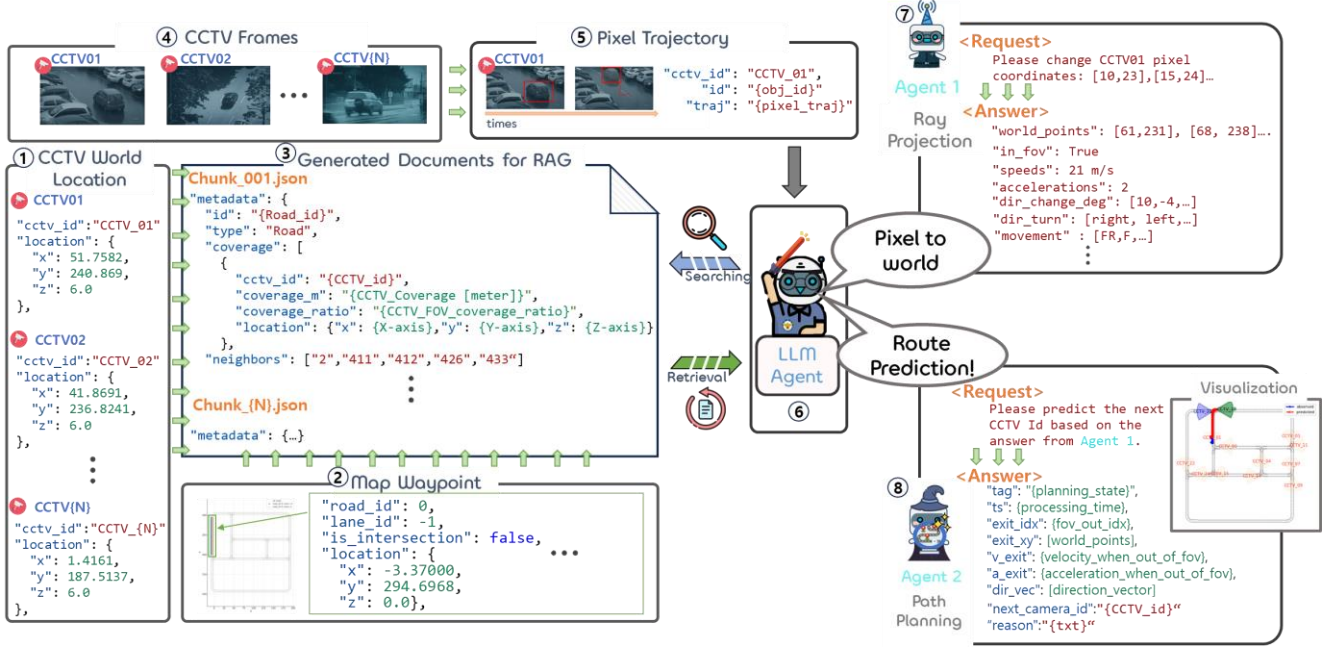 ④ CCTV Frames
CCTV01
CCTV02
CCTV{N}
⑤ Pixel Trajectory
CCTV01
times
"cctv_id": "CCTV_01",
"id": "{obj_id}"
"traj": "{pixel_traj}"
① CCTV World
Location
CCTV01
"cctv_id":"CCTV_01"
"location": {
"x": 51.7582,
"y": 240.869,
"z": 6.0
},
CCTV02
"cctv_id":"CCTV_02"
"location": {
"x": 41.8691,
"y": 236.8241,
"z": 6.0
},
CCTV{N}
"cctv_id":"CCTV_{N}"
"location": {
"x": 1.4161,
"y": 187.5137,
"z": 6.0
},
③ Generated Documents for RAG
Chunk_001.json
"metadata": {
"id": "{Road_id}",
"type": "Road",
"coverage": [
{
"cctv_id": "{CCTV_id}",
"coverage_m": "{CCTV_Coverage [meter]}",
"coverage_ratio": "{CCTV_FOV_coverage_ratio}",
"location": {"x": {X-axis},"y": {Y-axis},"z": {Z-axis}}
},
"neighbors": ["2","411","412","426","433“]
Chunk_{N}.json
"metadata": {…}
② Map Waypoint
"road_id": 0,
"lane_id": -1,
"is_intersection": false,
"location": {
"x": -3.37000,
"y": 294.6968,
"z": 0.0},
Searching
Retrieval
LLM
Agent
⑥
Pixel to
world
Route
Prediction!
⑦
Agent 1
Ray
Projection
<Request>
Please change CCTV01 pixel
coordinates: [10,23],[15,24]…
<Answer>
"world_points": [61,231], [68, 238]….
"in_fov": True
"speeds": 21 m/s
"accelerations": 2
"dir_change_deg": [10,-4,…]
"dir_turn": [right, left,…]
"movement" : [FR,F,…]
⑧
Agent 2
Path
Planning
<Request>
Please predict the next
CCTV Id based on the
answer from Agent 1.
<Answer>
"tag": "{planning_state}",
"ts": {processing_time},
"exit_idx": {fov_out_idx},
"exit_xy": [world_points],
"v_exit": {velocity_when_out_of_fov},
"a_exit": {acceleration_when_out_of_fov},
"dir_vec": [direction_vector]
"next_camera_id":"{CCTV_id}“
"reason":"{txt}“
Visualization